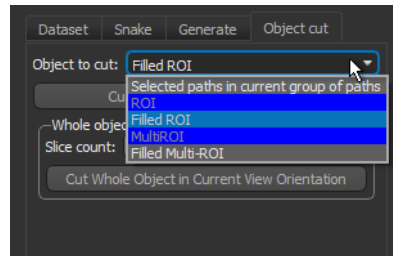 Dataset Snake Generate Object cut
Object to cut: Filled ROI
Selected paths in current group of paths
Cu ROI
Whole objec Filled ROI
MultiROI
Slice count: Filled Multi-ROI
Cut Whole Object in Current View Orientation